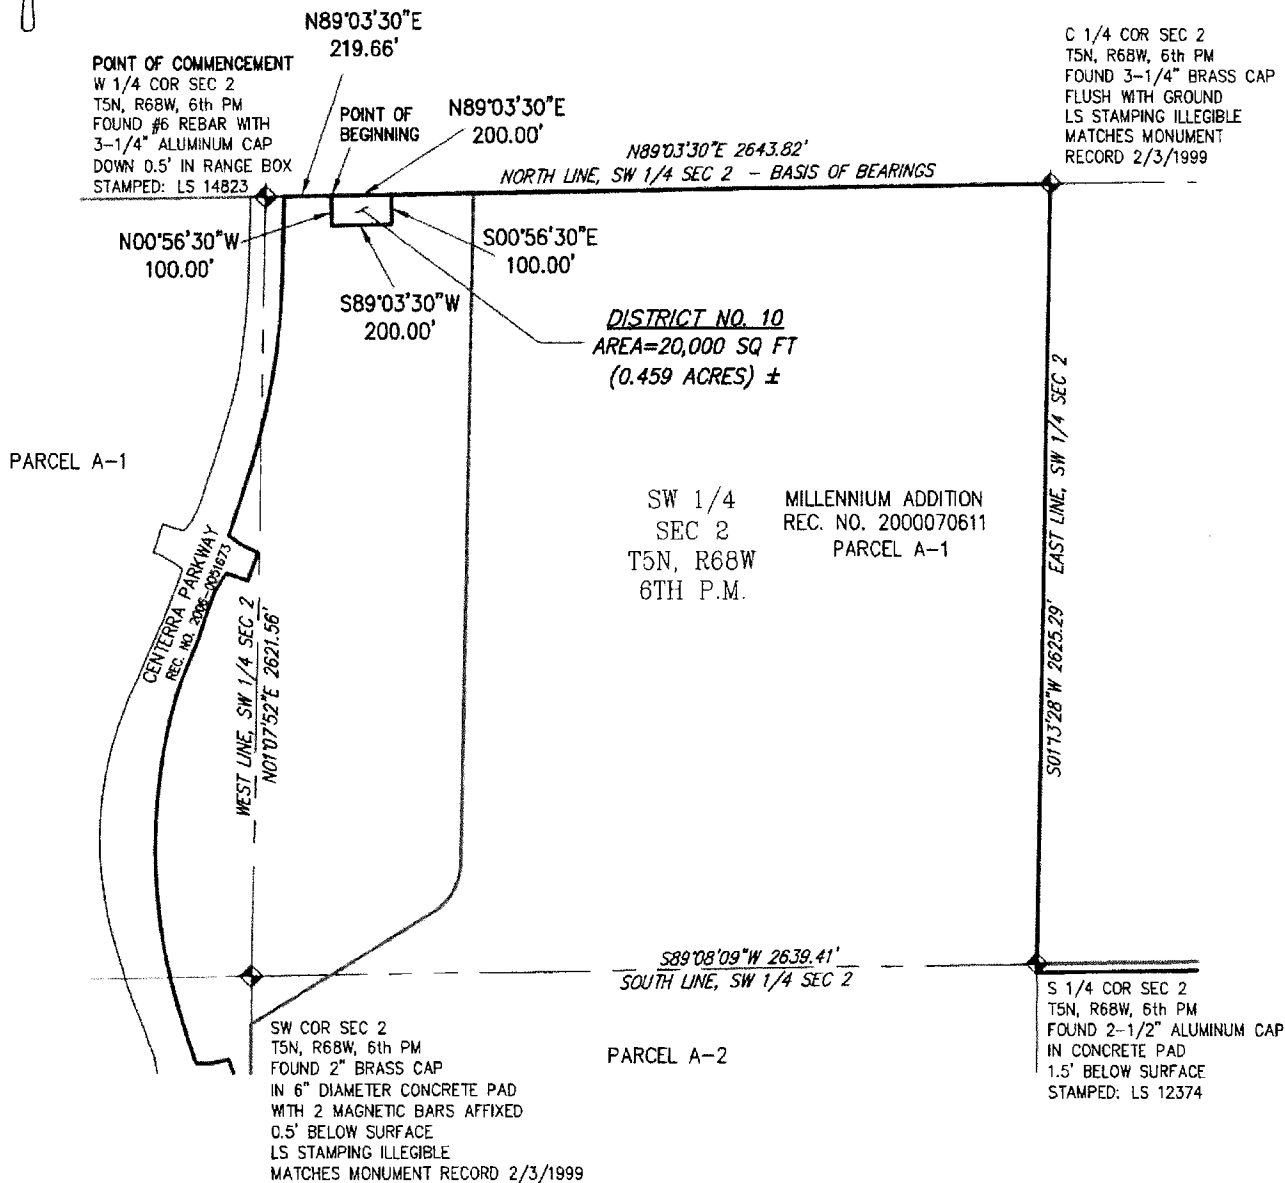 N89°03'30"E
219.66'
POINT OF COMMENCEMENT
W 1/4 COR SEC 2
T5N, R68W, 6th PM
FOUND #6 REBAR WITH
3-1/4" ALUMINUM CAP
DOWN 0.5' IN RANGE BOX
STAMPED: LS 14823
POINT OF
BEGINNING
N89°03'30"E
200.00'
C 1/4 COR SEC 2
T5N, R68W, 6th PM
FOUND 3-1/4" BRASS CAP
FLUSH WITH GROUND
LS STAMPING ILLEGIBLE
MATCHES MONUMENT
RECORD 2/3/1999
N89°03'30"E 2643.82'
NORTH LINE, SW 1/4 SEC 2 - BASIS OF BEARINGS
N00°56'30"W
100.00'
S00°56'30"E
100.00'
S89°03'30"W
200.00'
DISTRICT NO. 10
AREA=20,000 SQ FT
(0.459 ACRES) ±
PARCEL A-1
SW 1/4
SEC 2
T5N, R68W
6TH P.M.
MILLENNIUM ADDITION
REC. NO. 2000070611
PARCEL A-1
EAST LINE, SW 1/4 SEC 2
S01°13'28"W 2625.29'
CENTERRA PARKWAY
REC. NO. 2006-0051673
WEST LINE, SW 1/4 SEC 2
N01°07'52"E 2621.56'
S89°08'09"W 2639.41'
SOUTH LINE, SW 1/4 SEC 2
SW COR SEC 2
T5N, R68W, 6th PM
FOUND 2" BRASS CAP
IN 6" DIAMETER CONCRETE PAD
WITH 2 MAGNETIC BARS AFFIXED
0.5' BELOW SURFACE
LS STAMPING ILLEGIBLE
MATCHES MONUMENT RECORD 2/3/1999
PARCEL A-2
S 1/4 COR SEC 2
T5N, R68W, 6th PM
FOUND 2-1/2" ALUMINUM CAP
IN CONCRETE PAD
1.5' BELOW SURFACE
STAMPED: LS 12374